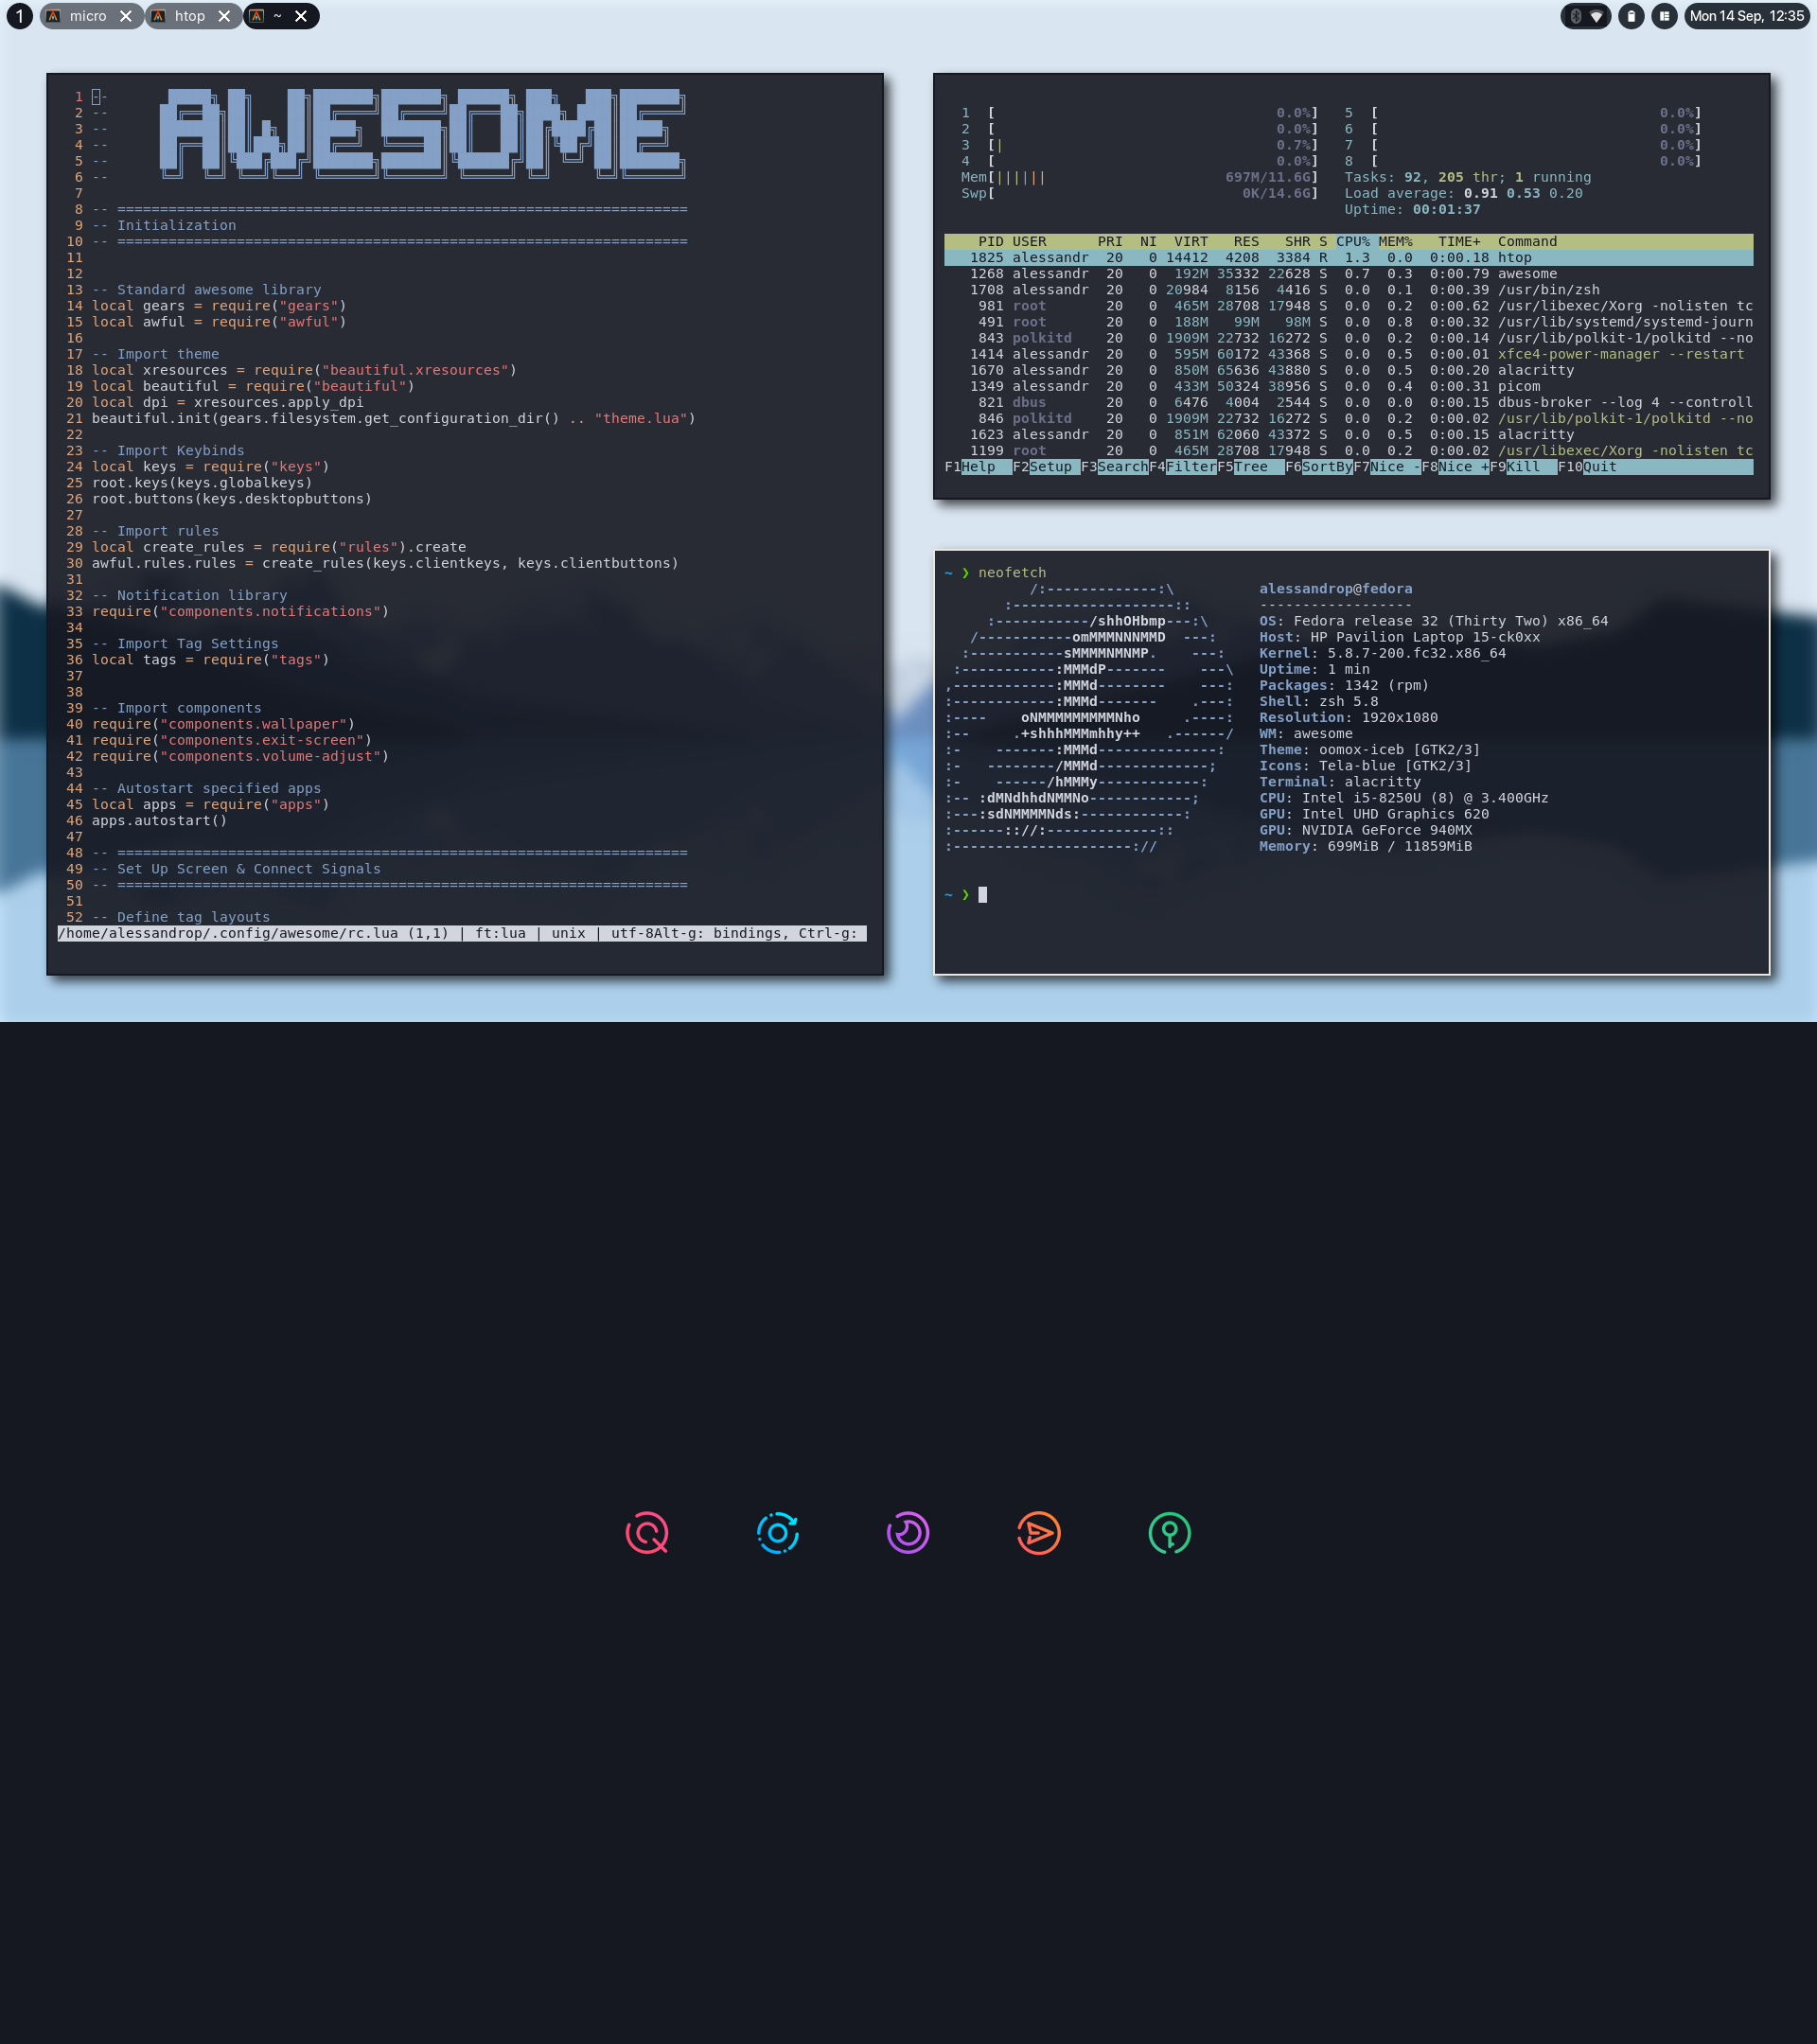 1 micro htop ~ Mon 14 Sep, 12:35
1 --
2 --
3 --
4 --
5 --
6 --
AWESOME
7
8 -- ===================================================================
9 -- Initialization
10 -- ===================================================================
11
12
13 -- Standard awesome library
14 local gears = require("gears")
15 local awful = require("awful")
16
17 -- Import theme
18 local xresources = require("beautiful.xresources")
19 local beautiful = require("beautiful")
20 local dpi = xresources.apply_dpi
21 beautiful.init(gears.filesystem.get_configuration_dir() .. "theme.lua")
22
23 -- Import Keybinds
24 local keys = require("keys")
25 root.keys(keys.globalkeys)
26 root.buttons(keys.desktopbuttons)
27
28 -- Import rules
29 local create_rules = require("rules").create
30 awful.rules.rules = create_rules(keys.clientkeys, keys.clientbuttons)
31
32 -- Notification library
33 require("components.notifications")
34
35 -- Import Tag Settings
36 local tags = require("tags")
37
38
39 -- Import components
40 require("components.wallpaper")
41 require("components.exit-screen")
42 require("components.volume-adjust")
43
44 -- Autostart specified apps
45 local apps = require("apps")
46 apps.autostart()
47
48 -- ===================================================================
49 -- Set Up Screen & Connect Signals
50 -- ===================================================================
51
52 -- Define tag layouts
/home/alessandrop/.config/awesome/rc.lua (1,1) | ft:lua | unix | utf-8Alt-g: bindings, Ctrl-g:
1 [ 0.0%] 5 [ 0.0%]
2 [ 0.0%] 6 [ 0.0%]
3 [| 0.7%] 7 [ 0.0%]
4 [ 0.0%] 8 [ 0.0%]
Mem[|||||| 697M/11.6G] Tasks: 92, 205 thr; 1 running
Swp[ 0K/14.6G] Load average: 0.91 0.53 0.20
Uptime: 00:01:37
PID USER PRI NI VIRT RES SHR S CPU% MEM% TIME+ Command
1825 alessandr 20 0 14412 4208 3384 R 1.3 0.0 0:00.18 htop
1268 alessandr 20 0 192M 35332 22628 S 0.7 0.3 0:00.79 awesome
1708 alessandr 20 0 20984 8156 4416 S 0.0 0.1 0:00.39 /usr/bin/zsh
981 root 20 0 465M 28708 17948 S 0.0 0.2 0:00.62 /usr/libexec/Xorg -nolisten tc
491 root 20 0 188M 99M 98M S 0.0 0.8 0:00.32 /usr/lib/systemd/systemd-journ
843 polkitd 20 0 1909M 22732 16272 S 0.0 0.2 0:00.14 /usr/lib/polkit-1/polkitd --no
1414 alessandr 20 0 595M 60172 43368 S 0.0 0.5 0:00.01 xfce4-power-manager --restart
1670 alessandr 20 0 850M 65636 43880 S 0.0 0.5 0:00.20 alacritty
1349 alessandr 20 0 433M 50324 38956 S 0.0 0.4 0:00.31 picom
821 dbus 20 0 6476 4004 2544 S 0.0 0.0 0:00.15 dbus-broker --log 4 --controll
846 polkitd 20 0 1909M 22732 16272 S 0.0 0.2 0:00.02 /usr/lib/polkit-1/polkitd --no
1623 alessandr 20 0 851M 62060 43372 S 0.0 0.5 0:00.15 alacritty
1199 root 20 0 465M 28708 17948 S 0.0 0.2 0:00.02 /usr/libexec/Xorg -nolisten tc
F1Help F2Setup F3SearchF4FilterF5Tree F6SortByF7Nice -F8Nice +F9Kill F10Quit
~ ❯ neofetch
/:-------------:\ alessandrop@fedora
:-------------------:: ------------------
:-----------/shhOHbmp---:\ OS: Fedora release 32 (Thirty Two) x86_64
/-----------omMMMNNNMMD ---: Host: HP Pavilion Laptop 15-ck0xx
:-----------sMMMMNMNMP. ---: Kernel: 5.8.7-200.fc32.x86_64
:-----------:MMMdP------- ---\ Uptime: 1 min
,------------:MMMd-------- ---: Packages: 1342 (rpm)
:------------:MMMd------- .---: Shell: zsh 5.8
:---- oNMMMMMMMMMNho .----: Resolution: 1920x1080
:-- .+shhhMMMmhhy++ .------/ WM: awesome
:- -------:MMMd--------------: Theme: oomox-iceb [GTK2/3]
:- --------/MMMd-------------; Icons: Tela-blue [GTK2/3]
:- ------/hMMMy------------: Terminal: alacritty
:-- :dMNdhhdNMMNo------------; CPU: Intel i5-8250U (8) @ 3.400GHz
:---:sdNMMMMNds:------------: GPU: Intel UHD Graphics 620
:------:://:-------------:: GPU: NVIDIA GeForce 940MX
:---------------------:// Memory: 699MiB / 11859MiB
~ ❯